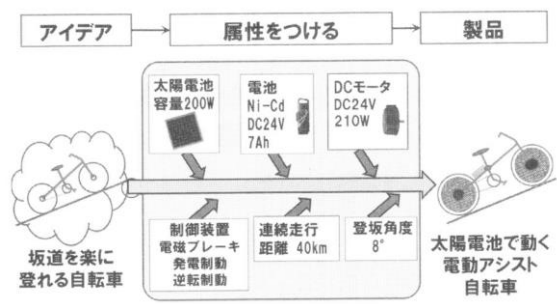 アイデア
属性をつける
製品
太陽電池
容量200W
電池
Ni-Cd
DC24V
7Ah
DCモータ
DC24V
210W
制御装置
電磁ブレーキ
発電制動
逆転制動
連続走行
距離 40km
登坂角度
8°
坂道を楽に
登れる自転車
太陽電池で動く
電動アシスト
自転車